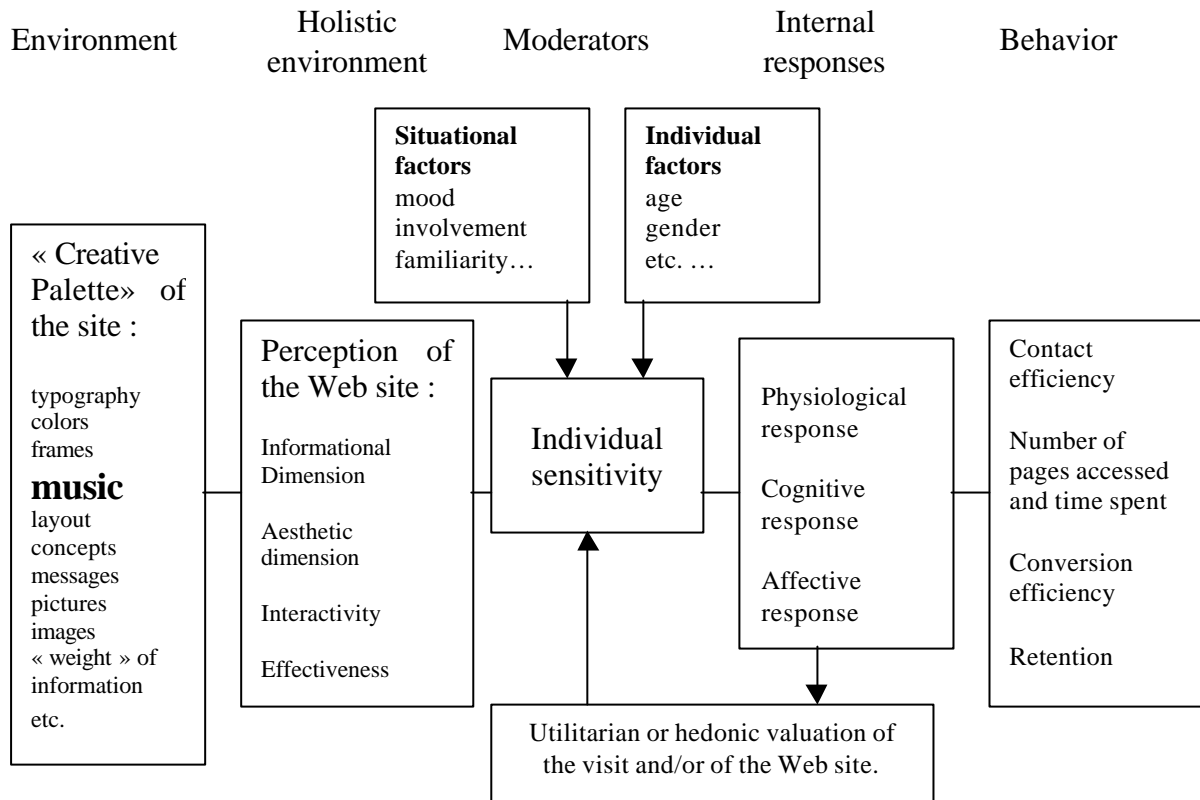 Environment
Holistic
environment
Moderators
Internal
responses
Behavior
Situational
factors
mood
involvement
familiarity…
Individual
factors
age
gender
etc. …
« Creative
Palette» of
the site :
typography
colors
frames
music
layout
concepts
messages
pictures
images
« weight » of
information
etc.
Perception of
the Web site :
Informational
Dimension
Aesthetic
dimension
Interactivity
Effectiveness
Individual
sensitivity
Physiological
response
Cognitive
response
Affective
response
Contact
efficiency
Number of
pages accessed
and time spent
Conversion
efficiency
Retention
Utilitarian or hedonic valuation of
the visit and/or of the Web site.